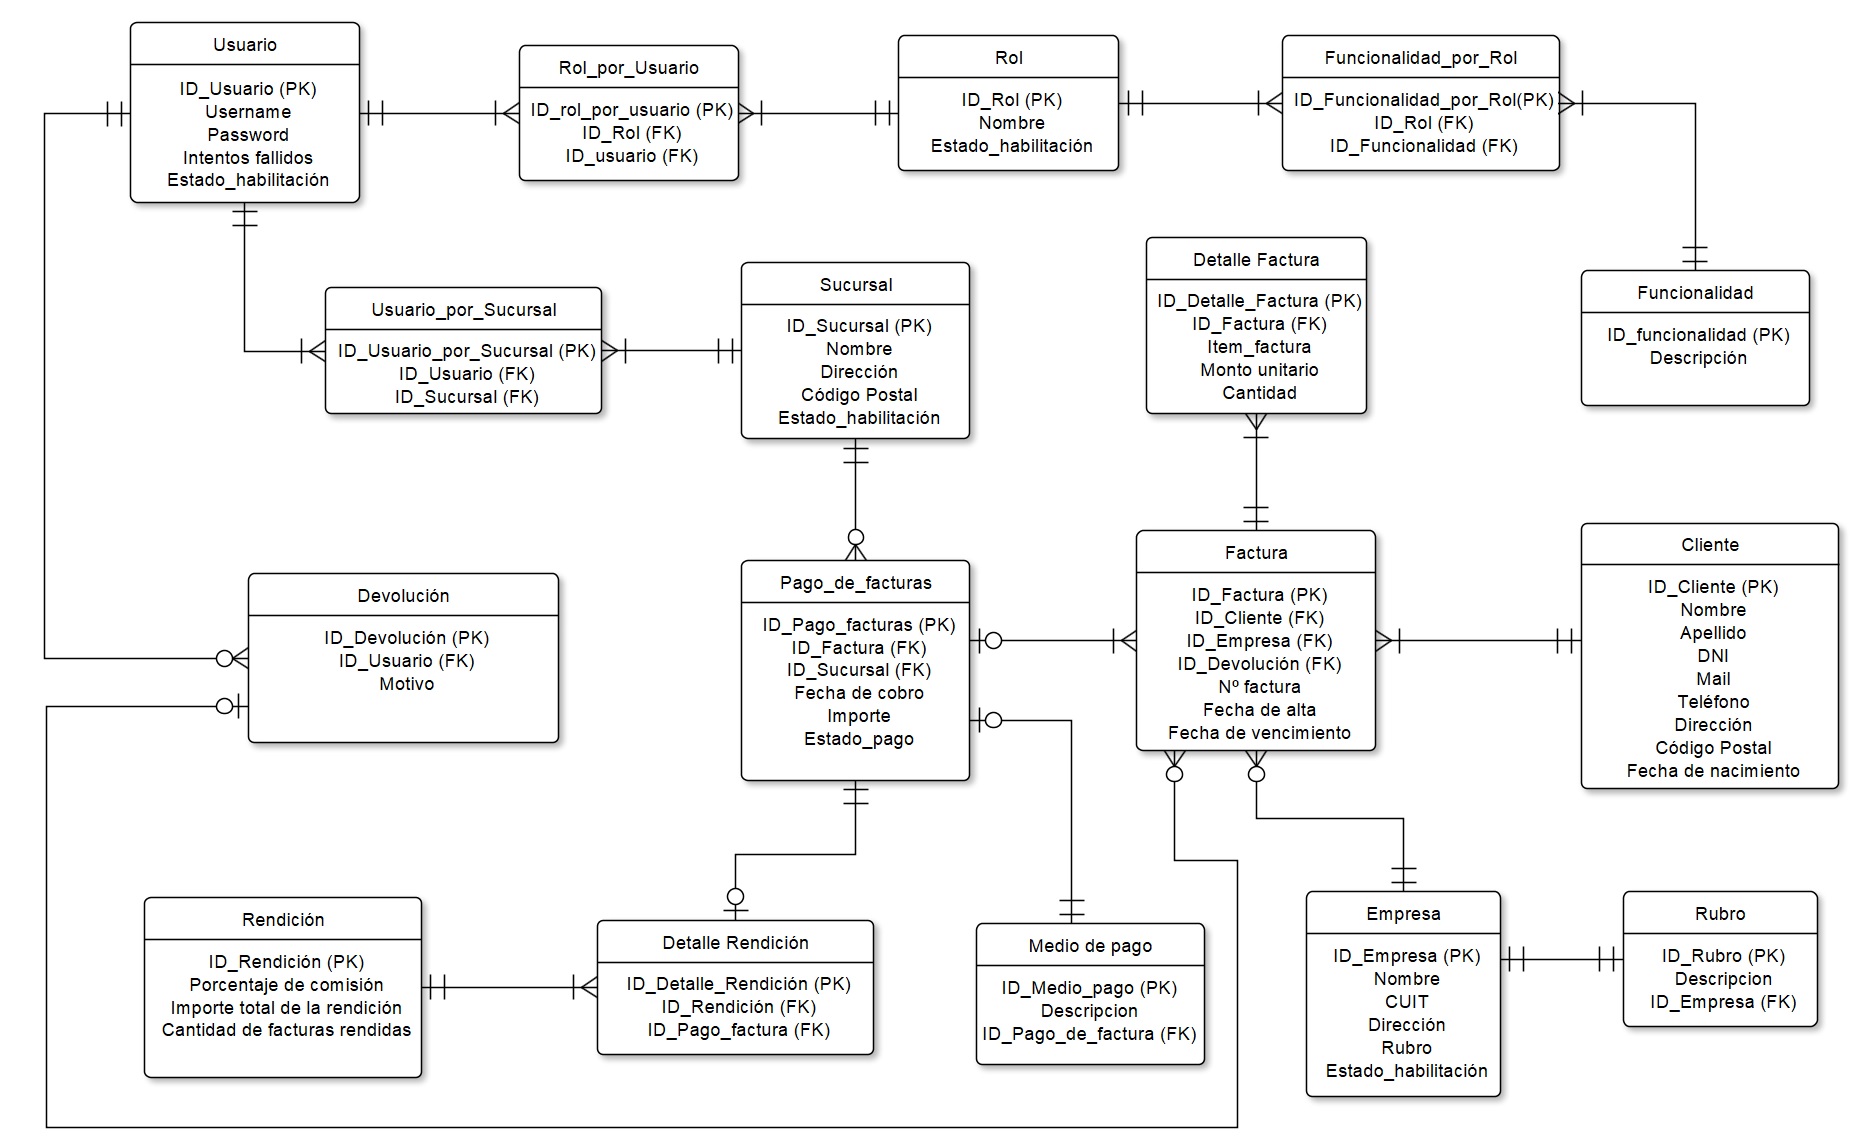 Usuario
ID_Usuario (PK)
Username
Password
Intentos fallidos
Estado_habilitación
Rol_por_Usuario
ID_rol_por_usuario (PK)
ID_Rol (FK)
ID_usuario (FK)
Rol
ID_Rol (PK)
Nombre
Estado_habilitación
Funcionalidad_por_Rol
ID_Funcionalidad_por_Rol(PK)
ID_Rol (FK)
ID_Funcionalidad (FK)
Usuario_por_Sucursal
ID_Usuario_por_Sucursal (PK)
ID_Usuario (FK)
ID_Sucursal (FK)
Sucursal
ID_Sucursal (PK)
Nombre
Dirección
Código Postal
Estado_habilitación
Detalle Factura
ID_Detalle_Factura (PK)
ID_Factura (FK)
Item_factura
Monto unitario
Cantidad
Funcionalidad
ID_funcionalidad (PK)
Descripción
Devolución
ID_Devolución (PK)
ID_Usuario (FK)
Motivo
Pago_de_facturas
ID_Pago_facturas (PK)
ID_Factura (FK)
ID_Sucursal (FK)
Fecha de cobro
Importe
Estado_pago
Factura
ID_Factura (PK)
ID_Cliente (FK)
ID_Empresa (FK)
ID_Devolución (FK)
Nº factura
Fecha de alta
Fecha de vencimiento
Cliente
ID_Cliente (PK)
Nombre
Apellido
DNI
Mail
Teléfono
Dirección
Código Postal
Fecha de nacimiento
Rendición
ID_Rendición (PK)
Porcentaje de comisión
Importe total de la rendición
Cantidad de facturas rendidas
Detalle Rendición
ID_Detalle_Rendición (PK)
ID_Rendición (FK)
ID_Pago_factura (FK)
Medio de pago
ID_Medio_pago (PK)
Descripcion
ID_Pago_de_factura (FK)
Empresa
ID_Empresa (PK)
Nombre
CUIT
Dirección
Rubro
Estado_habilitación
Rubro
ID_Rubro (PK)
Descripcion
ID_Empresa (FK)